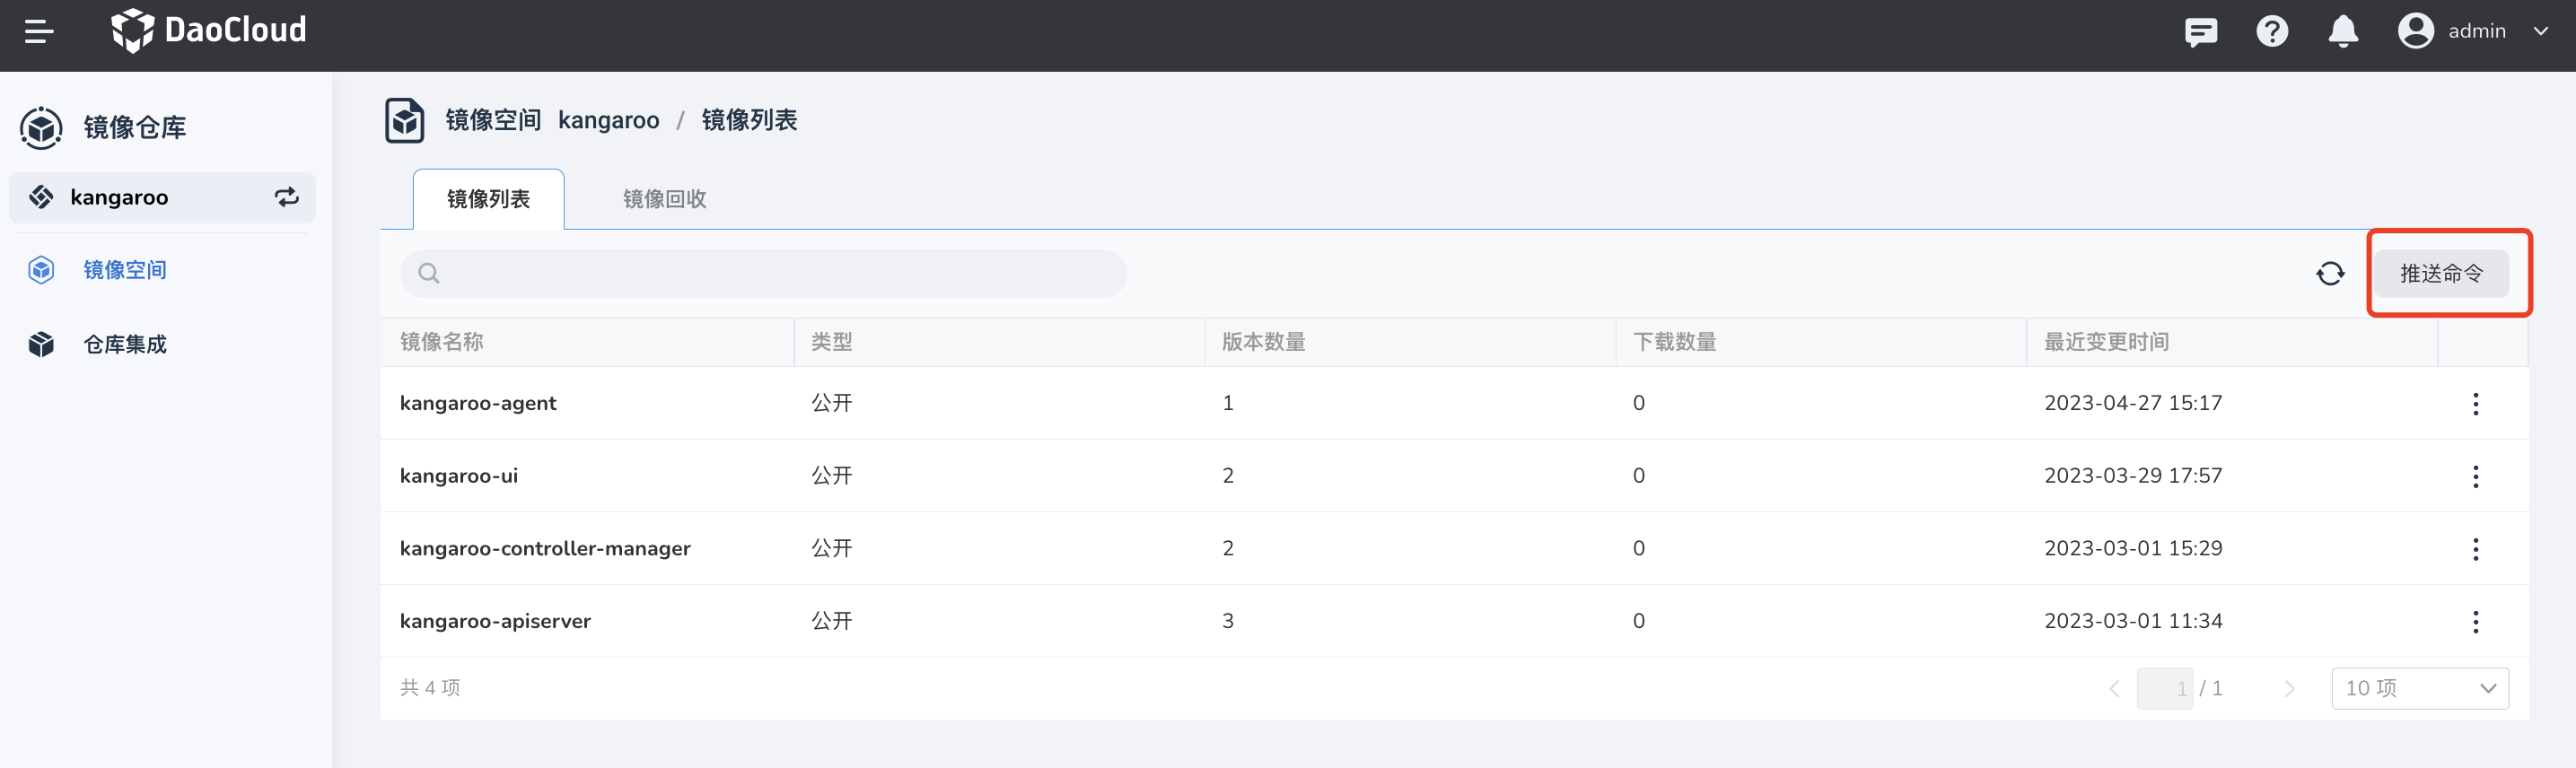 DaoCloud
admin
镜像仓库
kangaroo
镜像空间
仓库集成
镜像空间 kangaroo / 镜像列表
镜像列表 镜像回收
推送命令
镜像名称 类型 版本数量 下载数量 最近变更时间
kangaroo-agent 公开 1 0 2023-04-27 15:17
kangaroo-ui 公开 2 0 2023-03-29 17:57
kangaroo-controller-manager 公开 2 0 2023-03-01 15:29
kangaroo-apiserver 公开 3 0 2023-03-01 11:34
共 4 项 1 / 1 10 项